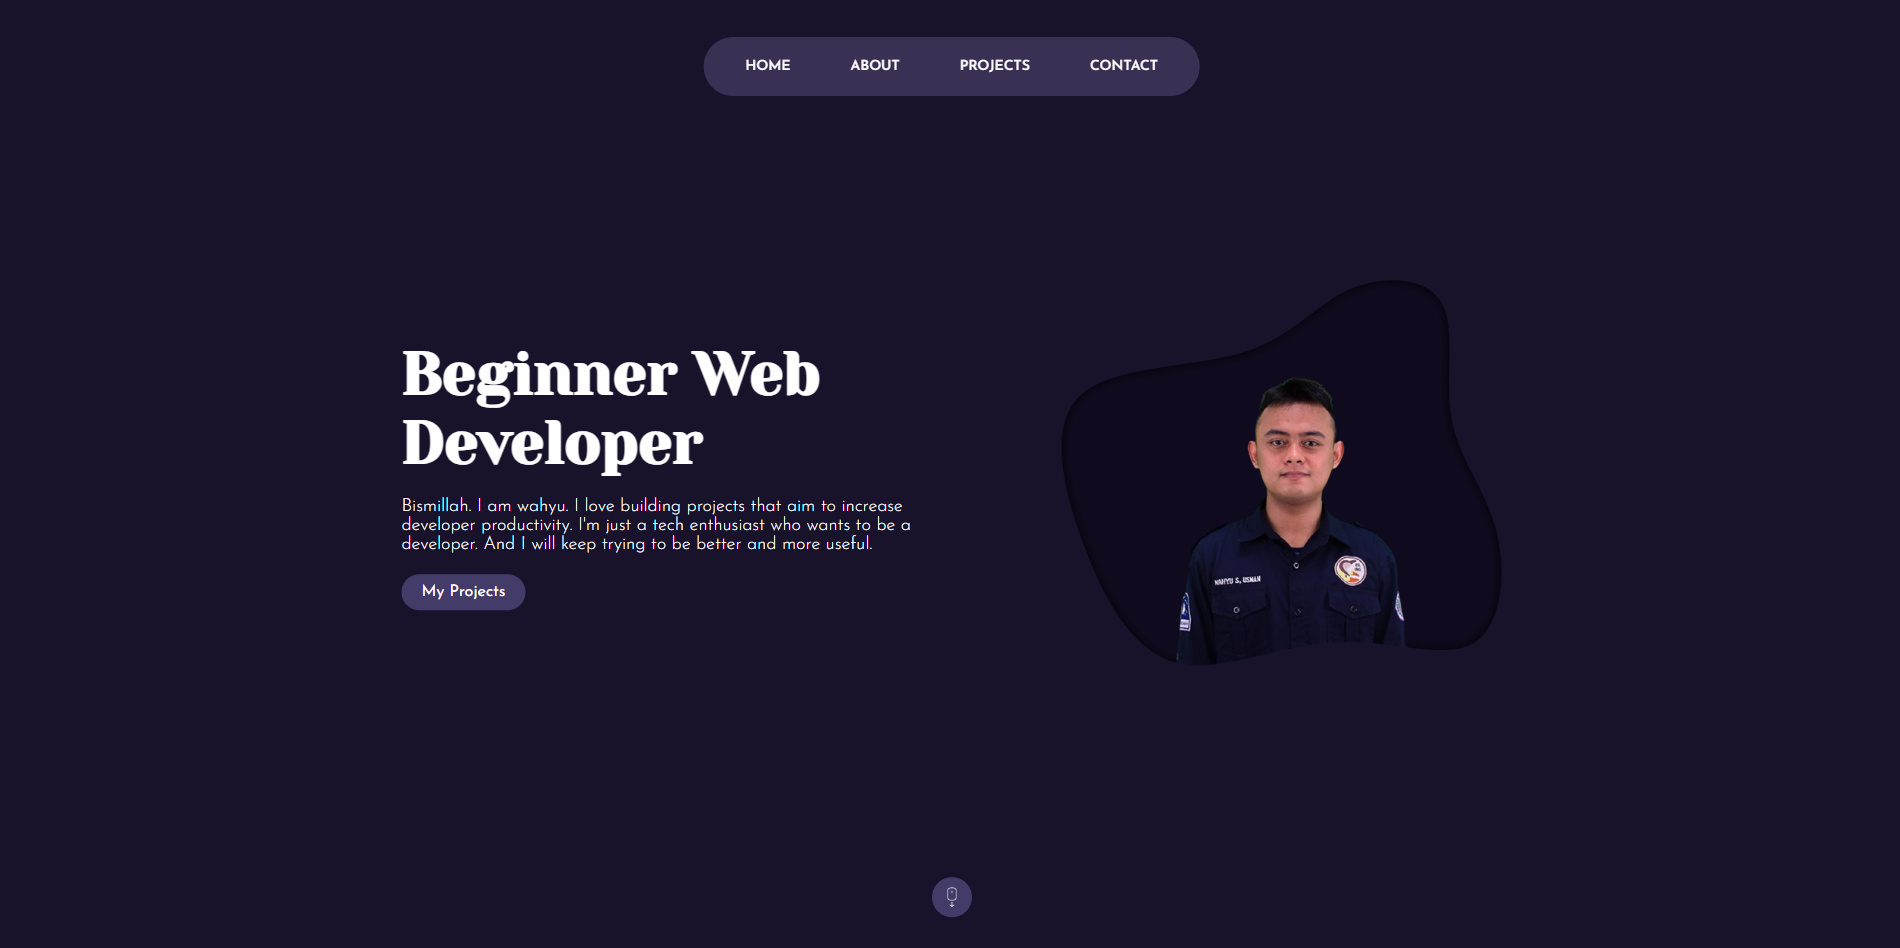 HOME ABOUT PROJECTS CONTACT
Beginner Web
Developer
Bismillah. I am wahyu. I love building projects that aim to increase
developer productivity. I'm just a tech enthusiast who wants to be a
developer. And I will keep trying to be better and more useful.
My Projects
WAHYU S, USMAN